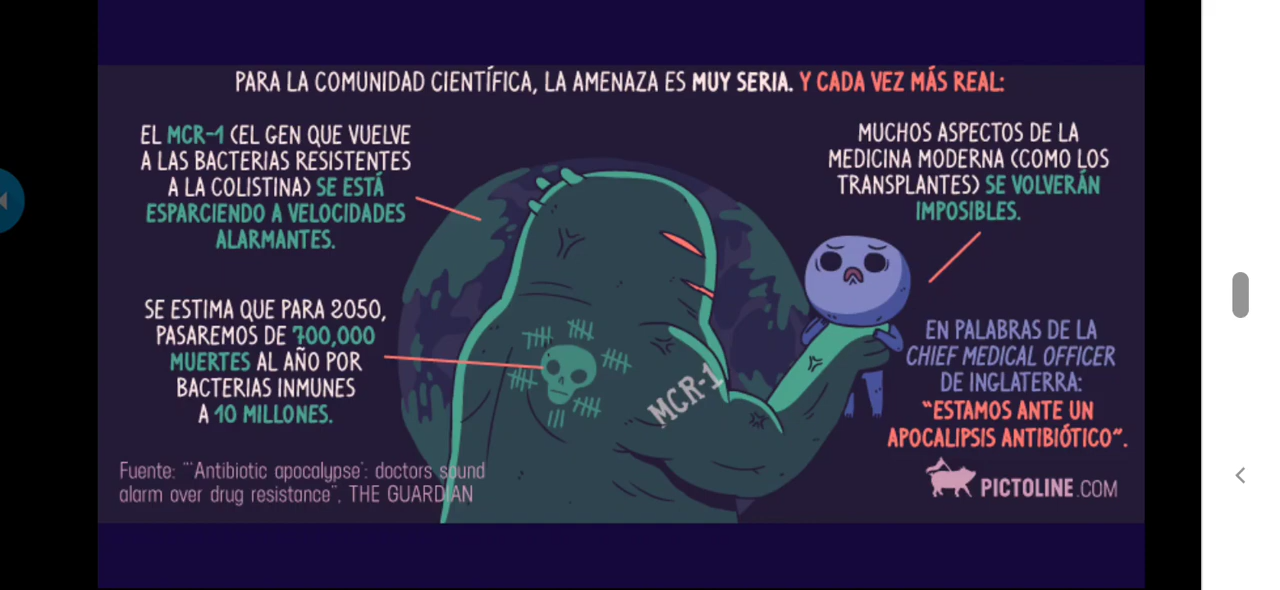 PARA LA COMUNIDAD CIENTÍFICA, LA AMENAZA ES MUY SERIA. Y CADA VEZ MÁS REAL:
EL MCR-1 (EL GEN QUE VUELVE
A LAS BACTERIAS RESISTENTES
A LA COLISTINA) SE ESTÁ
ESPARCIENDO A VELOCIDADES
ALARMANTES.
MUCHOS ASPECTOS DE LA
MEDICINA MODERNA (COMO LOS
TRANSPLANTES) SE VOLVERÁN
IMPOSIBLES.
SE ESTIMA QUE PARA 2050,
PASAREMOS DE 700,000
MUERTES AL AÑO POR
BACTERIAS INMUNES
A 10 MILLONES.
MCR-1
EN PALABRAS DE LA
CHIEF MEDICAL OFFICER
DE INGLATERRA:
"ESTAMOS ANTE UN
APOCALIPSIS ANTIBIÓTICO".
Fuente: "'Antibiotic apocalypse': doctors sound
alarm over drug resistance", THE GUARDIAN
PICTOLINE.COM